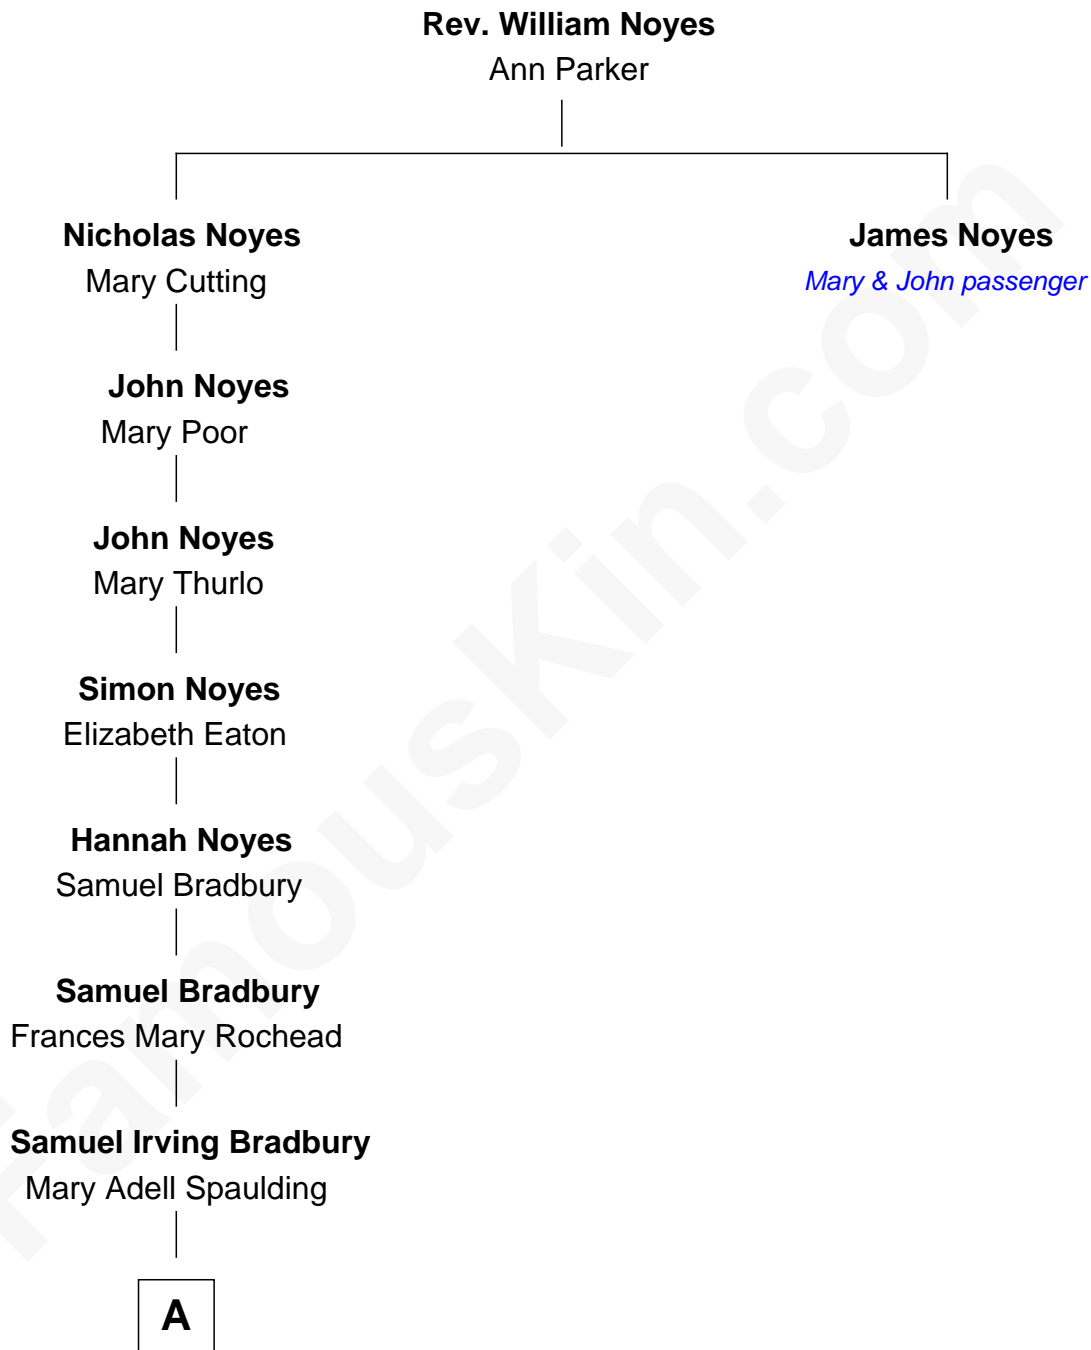 Rev. William Noyes
Ann Parker
Nicholas Noyes
Mary Cutting
James Noyes
Mary & John passenger
John Noyes
Mary Poor
John Noyes
Mary Thurlo
Simon Noyes
Elizabeth Eaton
Hannah Noyes
Samuel Bradbury
Samuel Bradbury
Frances Mary Rochead
Samuel Irving Bradbury
Mary Adell Spaulding
A
FamousKin.com